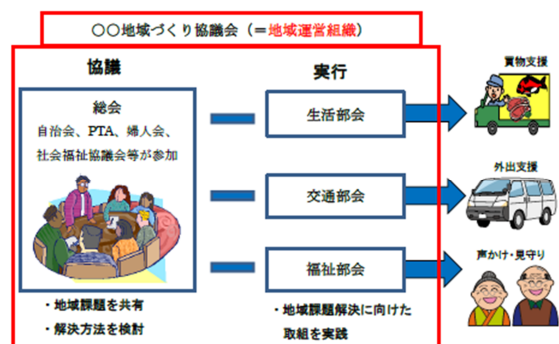 〇〇地域づくり協議会（＝地域運営組織）
協議
総会
自治会、PTA、婦人会、
社会福祉協議会等が参加
・地域課題を共有
・解決方法を検討
実行
生活部会
交通部会
福祉部会
・地域課題解決に向けた
取組を実践
買物支援
外出支援
声かけ・見守り